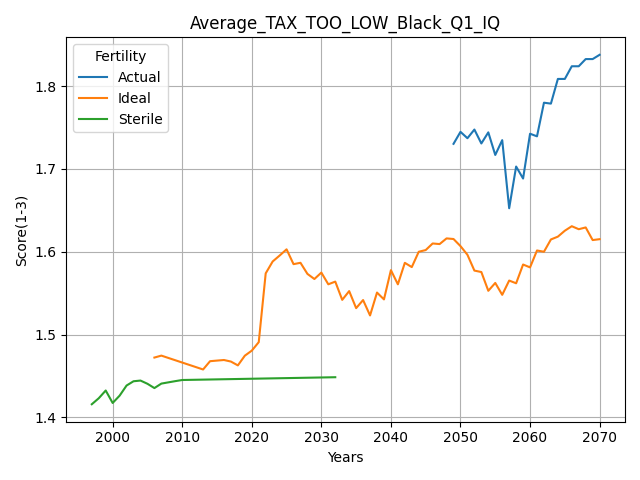 Average_TAX_TOO_LOW_Black_Q1_IQ
Fertility
Actual
Ideal
Sterile
Score(1-3)
1.8
1.7
1.6
1.5
1.4
2000 2010 2020 2030 2040 2050 2060 2070
Years